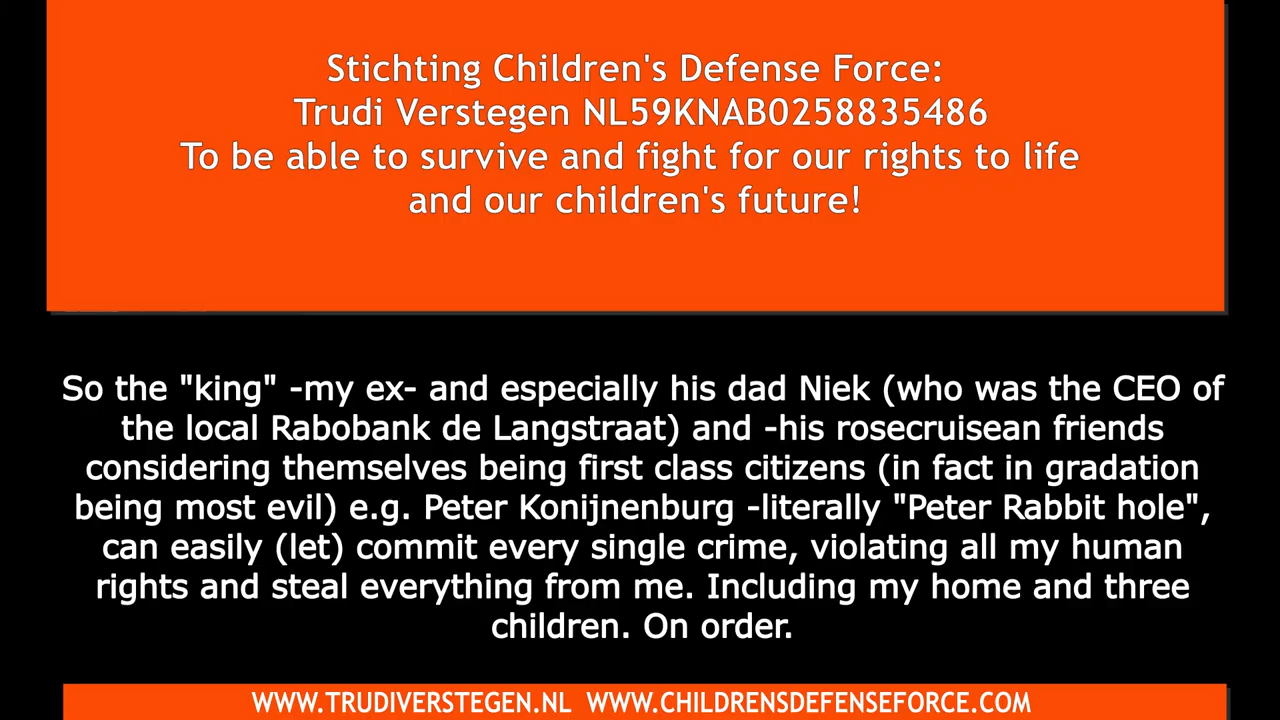 Stichting Children's Defense Force:
Trudi Verstegen NL59KNAB0258835486
To be able to survive and fight for our rights to life
and our children's future!
So the "king" -my ex- and especially his dad Niek (who was the CEO of
the local Rabobank de Langstraat) and -his rosecruisean friends
considering themselves being first class citizens (in fact in gradation
being most evil) e.g. Peter Konijnenburg -literally "Peter Rabbit hole",
can easily (let) commit every single crime, violating all my human
rights and steal everything from me. Including my home and three
children. On order.
WWW.TRUDIVERSTEGEN.NL WWW.CHILDRENSDEFENSEFORCE.COM